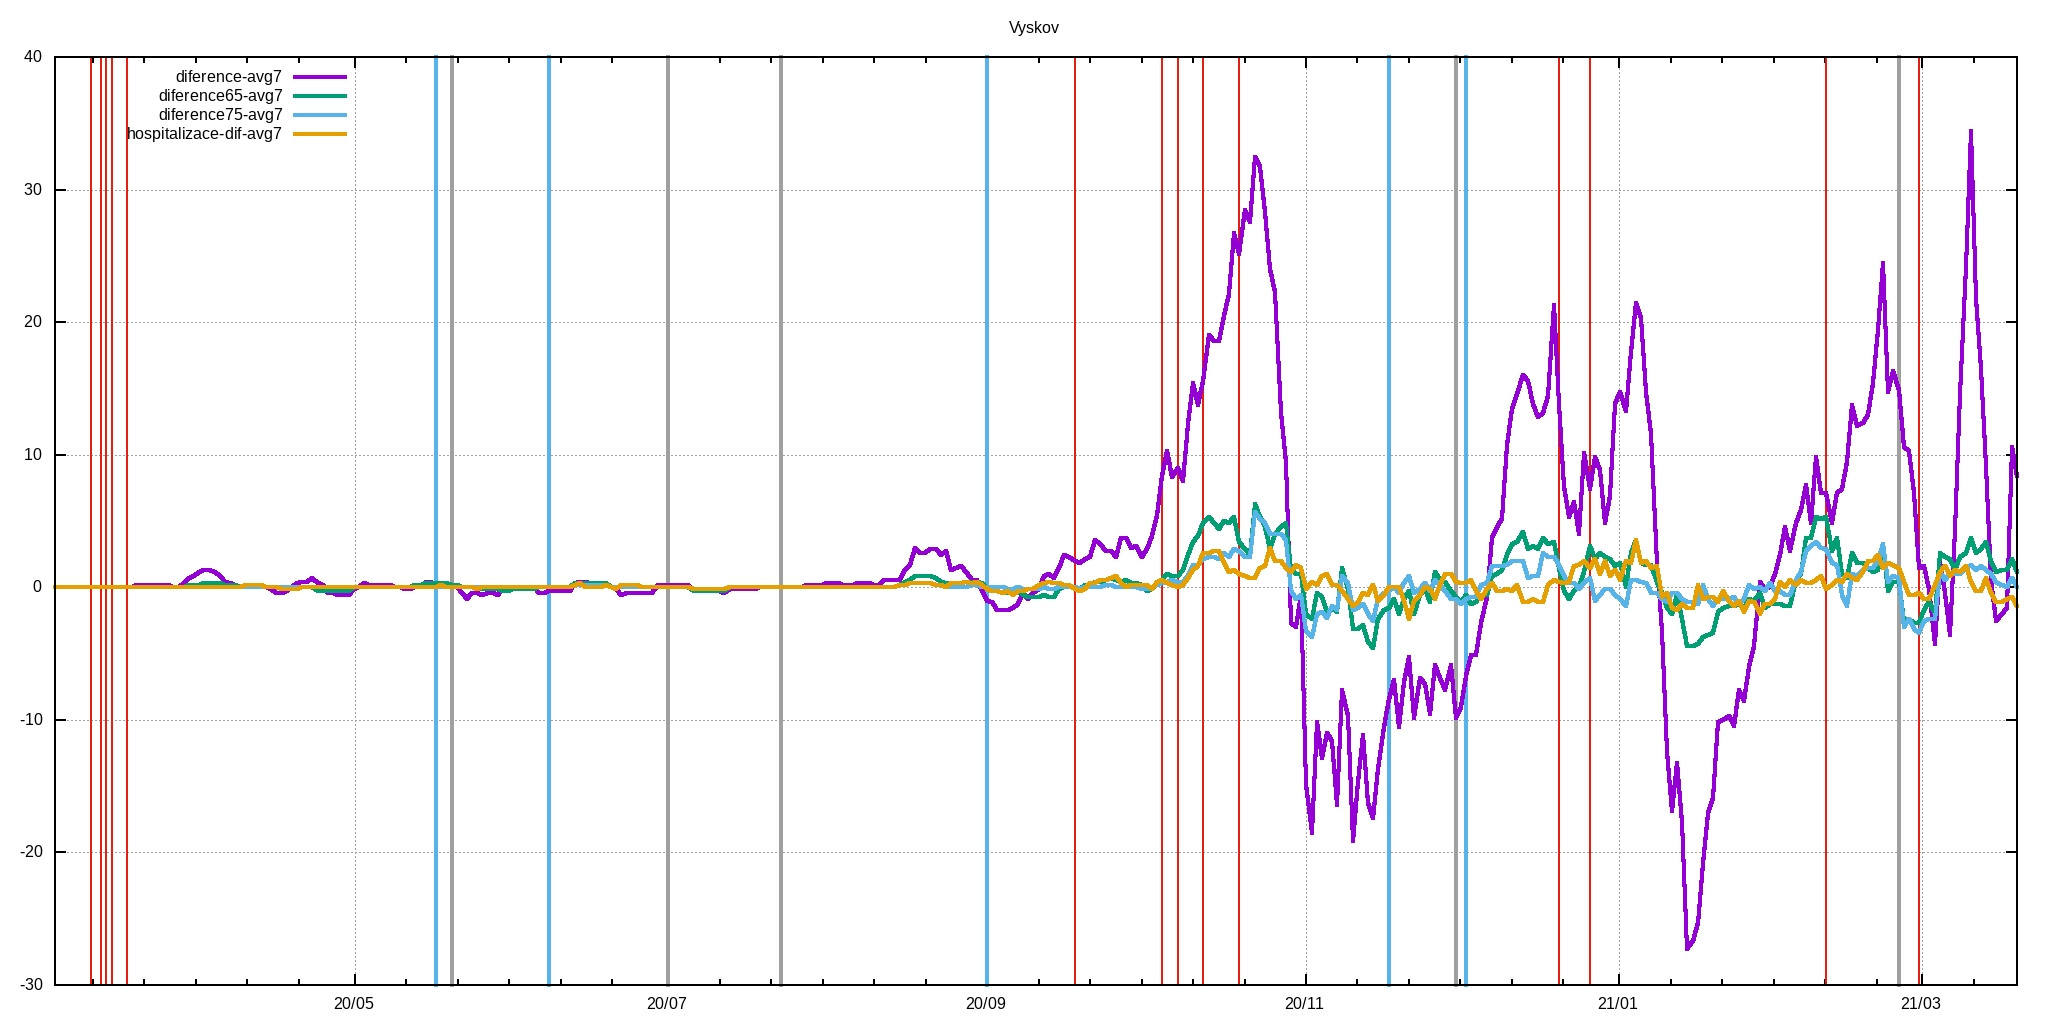 Vyskov
40
30
20
10
0
-10
-20
-30
diference-avg7
diference65-avg7
diference75-avg7
hospitalizace-dif-avg7
20/05 20/07 20/09 20/11 21/01 21/03